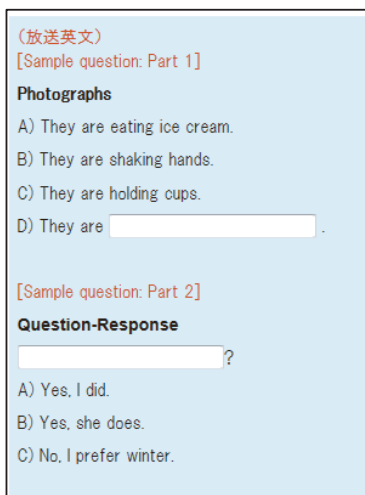 (放送英文)
[Sample question: Part 1]
Photographs
A) They are eating ice cream.
B) They are shaking hands.
C) They are holding cups.
D) They are .
[Sample question: Part 2]
Question-Response
?
A) Yes, I did.
B) Yes, she does.
C) No, I prefer winter.